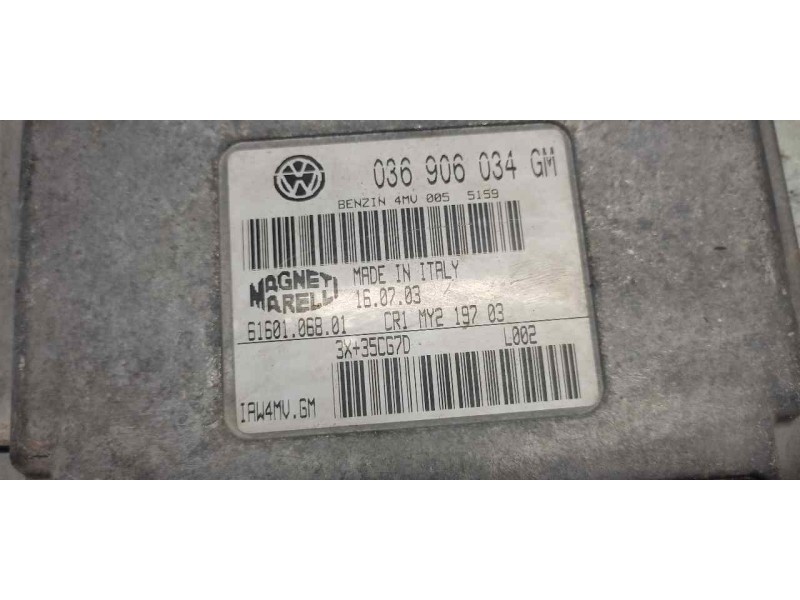 036 906 034 GM
BENZIN 4MV 005 5159
MAGNETI MARELLI
MADE IN ITALY
16.07.03
61601.068.01 CR1 MY2 197 03
3X+35CG7D L002
IAW4MV.GM